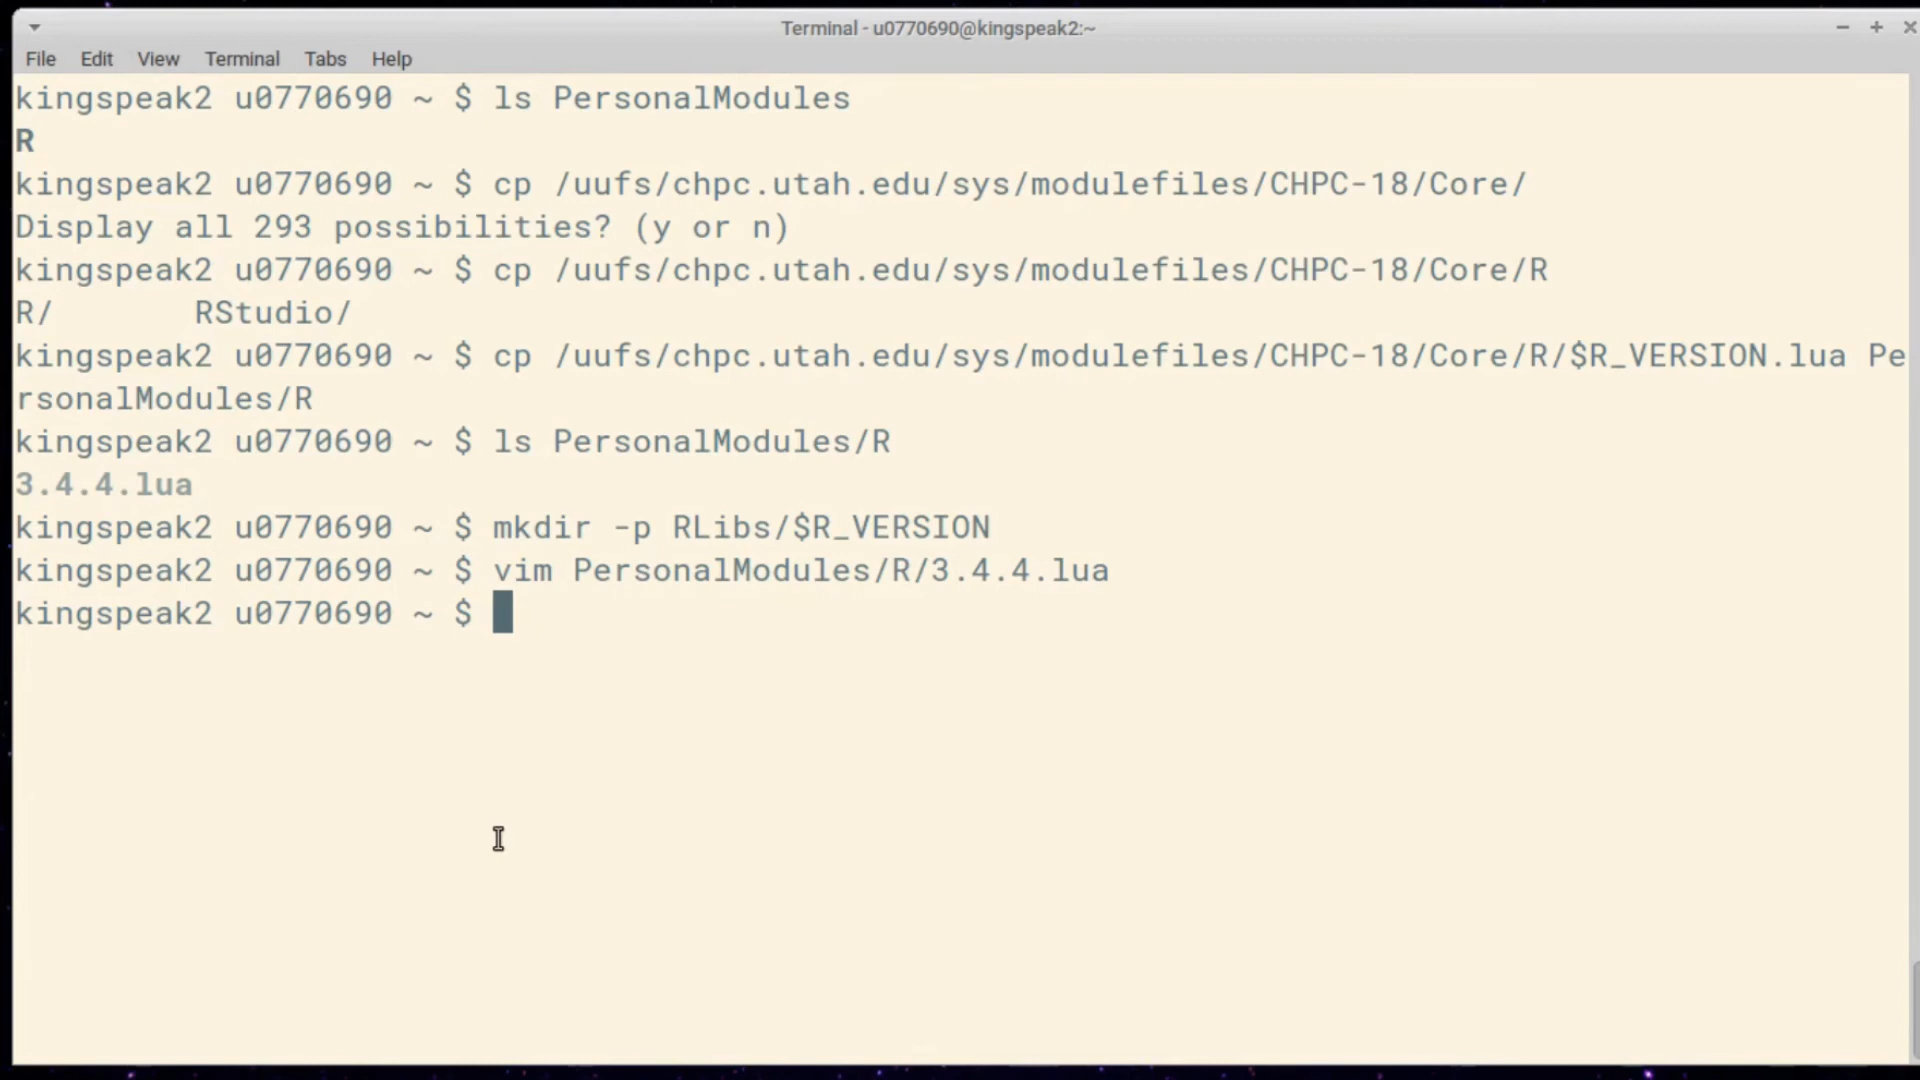 Terminal - u0770690@kingspeak2:~
File Edit View Terminal Tabs Help
kingspeak2 u0770690 ~ $ ls PersonalModules
R
kingspeak2 u0770690 ~ $ cp /uufs/chpc.utah.edu/sys/modulefiles/CHPC-18/Core/
Display all 293 possibilities? (y or n)
kingspeak2 u0770690 ~ $ cp /uufs/chpc.utah.edu/sys/modulefiles/CHPC-18/Core/R
R/ RStudio/
kingspeak2 u0770690 ~ $ cp /uufs/chpc.utah.edu/sys/modulefiles/CHPC-18/Core/R/$R_VERSION.lua Pe
rsonalModules/R
kingspeak2 u0770690 ~ $ ls PersonalModules/R
3.4.4.lua
kingspeak2 u0770690 ~ $ mkdir -p RLibs/$R_VERSION
kingspeak2 u0770690 ~ $ vim PersonalModules/R/3.4.4.lua
kingspeak2 u0770690 ~ $